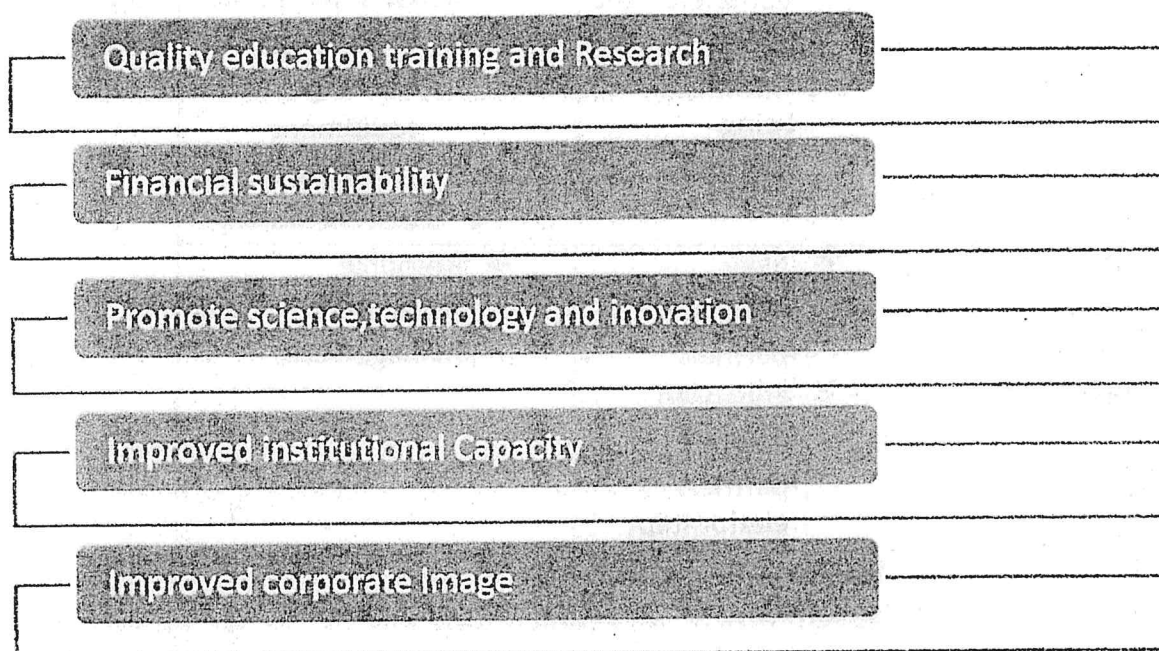 Quality education training and Research
Financial sustainability
Promote science,technology and inovation
Improved institutional Capacity
Improved corporate Image